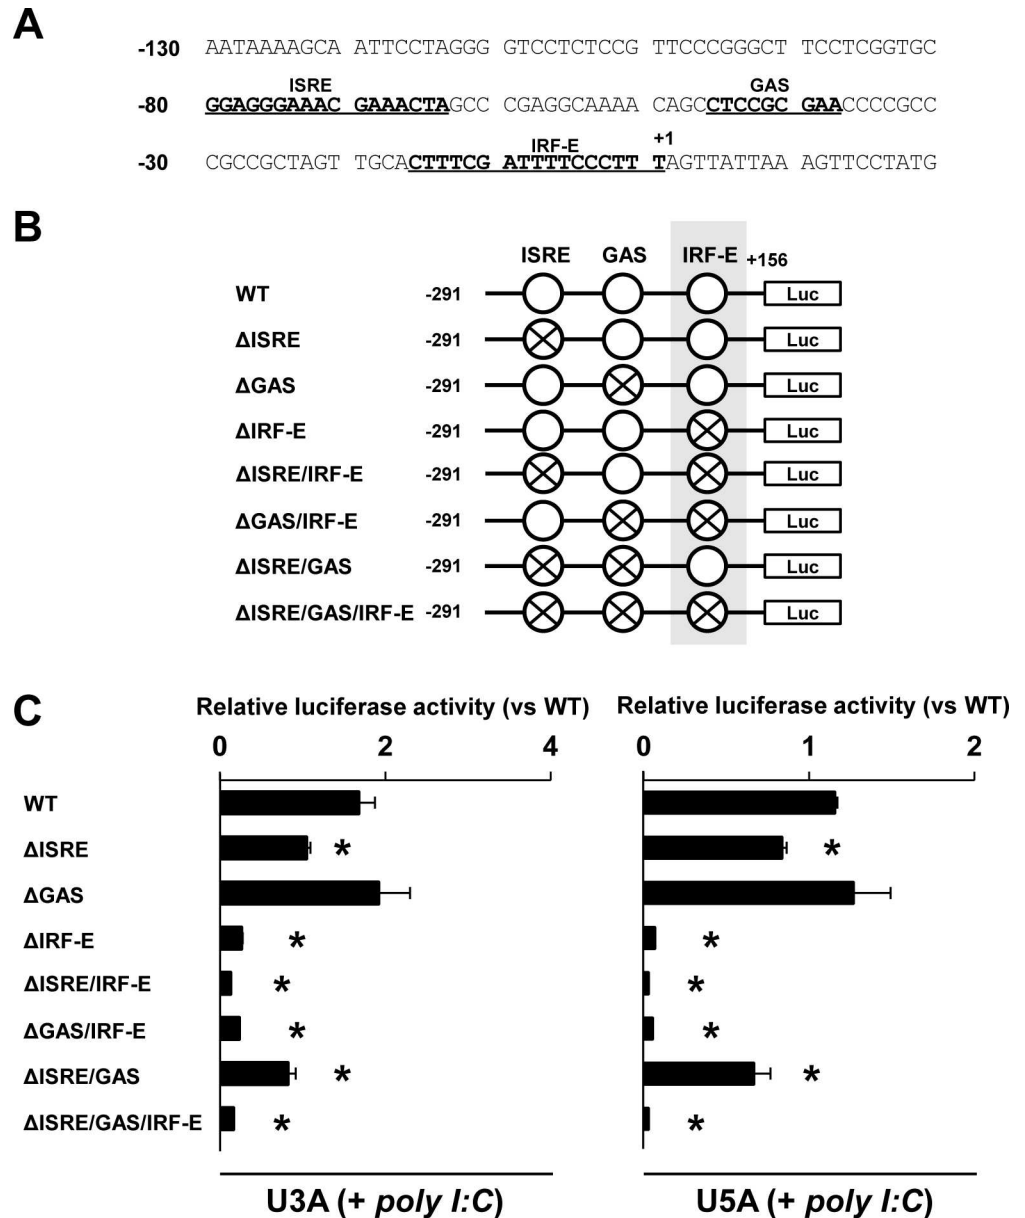 A
-130 AATAAAAGCA ATTCCTAGGG GTCCTCTCCG TTCCCGGGCT TCCTCGGTGC
ISRE GAS
-80 GGAGGGAAAC GAAACTAGCC CGAGGCAAAA CAGCCTCCGC GAACCCCGCC
IRF-E +1
-30 CGCCGCTAGT TGCACTTTCG ATTTTCCCTT TAGTTATTAA AGTTCCTATG
B
ISRE GAS IRF-E +156
WT -291 Luc
ΔISRE -291 Luc
ΔGAS -291 Luc
ΔIRF-E -291 Luc
ΔISRE/IRF-E -291 Luc
ΔGAS/IRF-E -291 Luc
ΔISRE/GAS -291 Luc
ΔISRE/GAS/IRF-E -291 Luc
C
Relative luciferase activity (vs WT) Relative luciferase activity (vs WT)
0 2 4 0 1 2
WT
ΔISRE * *
ΔGAS
ΔIRF-E * *
ΔISRE/IRF-E * *
ΔGAS/IRF-E * *
ΔISRE/GAS * *
ΔISRE/GAS/IRF-E * *
U3A (+ poly I:C) U5A (+ poly I:C)